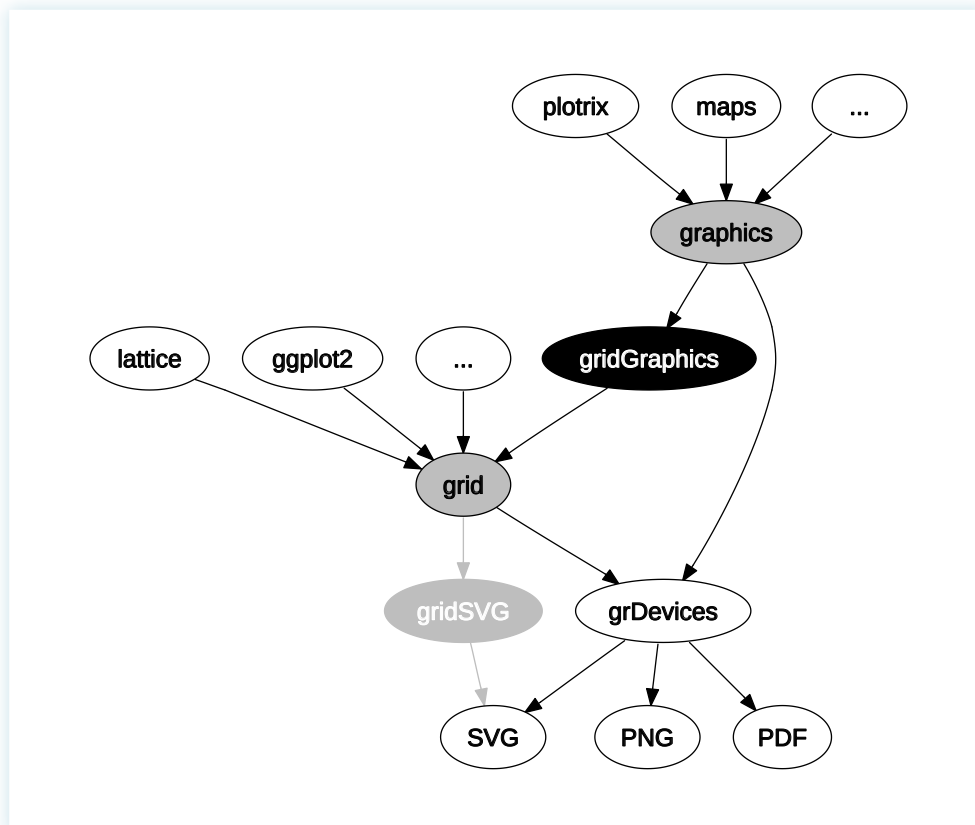 plotrix
maps
...
graphics
lattice
ggplot2
...
gridGraphics
grid
gridSVG
grDevices
SVG
PNG
PDF